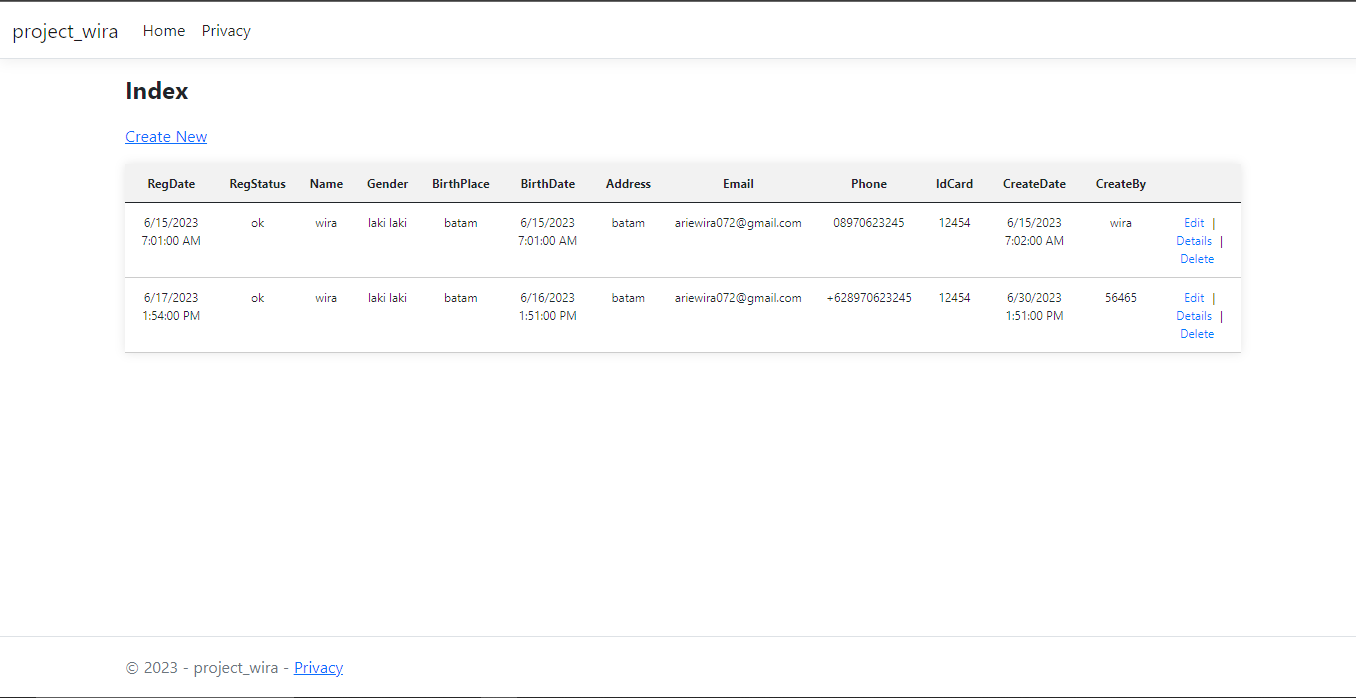 project_wira Home Privacy
Index
Create New
RegDate RegStatus Name Gender BirthPlace BirthDate Address Email Phone IdCard CreateDate CreateBy
6/15/2023 ok wira laki laki batam 6/15/2023 batam ariewira072@gmail.com 08970623245 12454 6/15/2023 wira Edit |
7:01:00 AM 7:01:00 AM 7:02:00 AM Details |
Delete
6/17/2023 ok wira laki laki batam 6/16/2023 batam ariewira072@gmail.com +628970623245 12454 6/30/2023 56465 Edit |
1:54:00 PM 1:51:00 PM 1:51:00 PM Details |
Delete
© 2023 - project_wira - Privacy